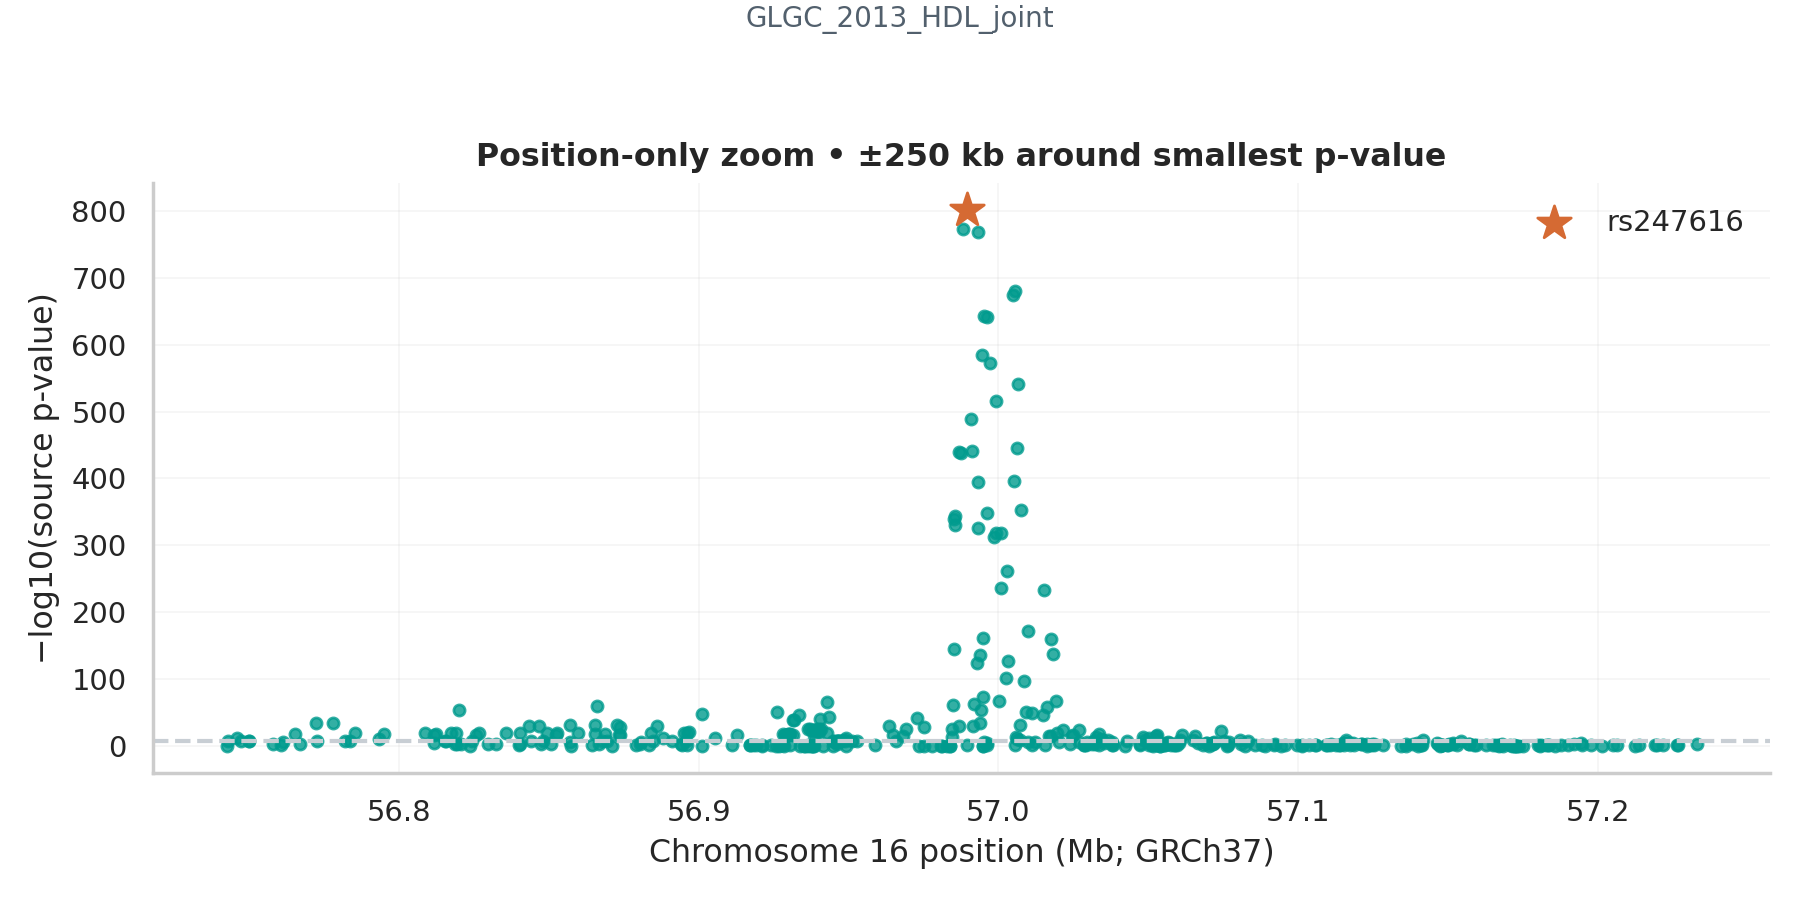 GLGC_2013_HDL_joint
Position-only zoom • ±250 kb around smallest p-value
−log10(source p-value)
800
700
600
500
400
300
200
100
0
rs247616
56.8
56.9
57.0
57.1
57.2
Chromosome 16 position (Mb; GRCh37)